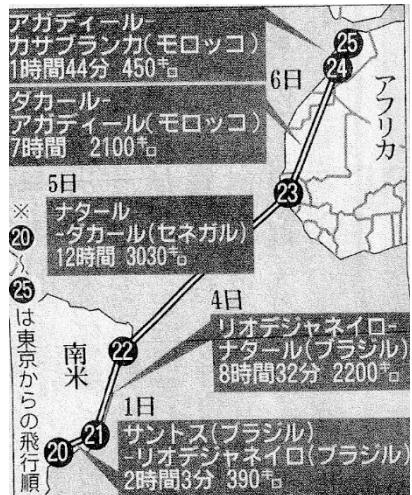 アガディール-
カサブランカ(モロッコ)
1時間44分 450㌔
25
24
6日
アフリカ
ダカール-
アガディール(モロッコ)
7時間 2100㌔
23
5日
ナタール
-ダカール(セネガル)
12時間 3030㌔
※⑳〜㉕は東京からの飛行順
4日
22
リオデジャネイロ-
ナタール(ブラジル)
8時間32分 2200㌔
南米
1日
21
20
サントス(ブラジル)
-リオデジャネイロ(ブラジル)
2時間3分 390㌔